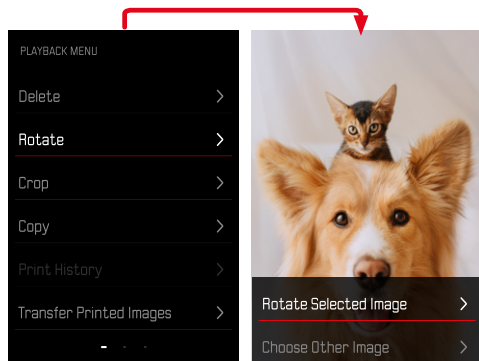 PLAYBACK MENU
Delete
Rotate
Crop
Copy
Print History
Transfer Printed Images
Rotate Selected Image
Choose Other Image